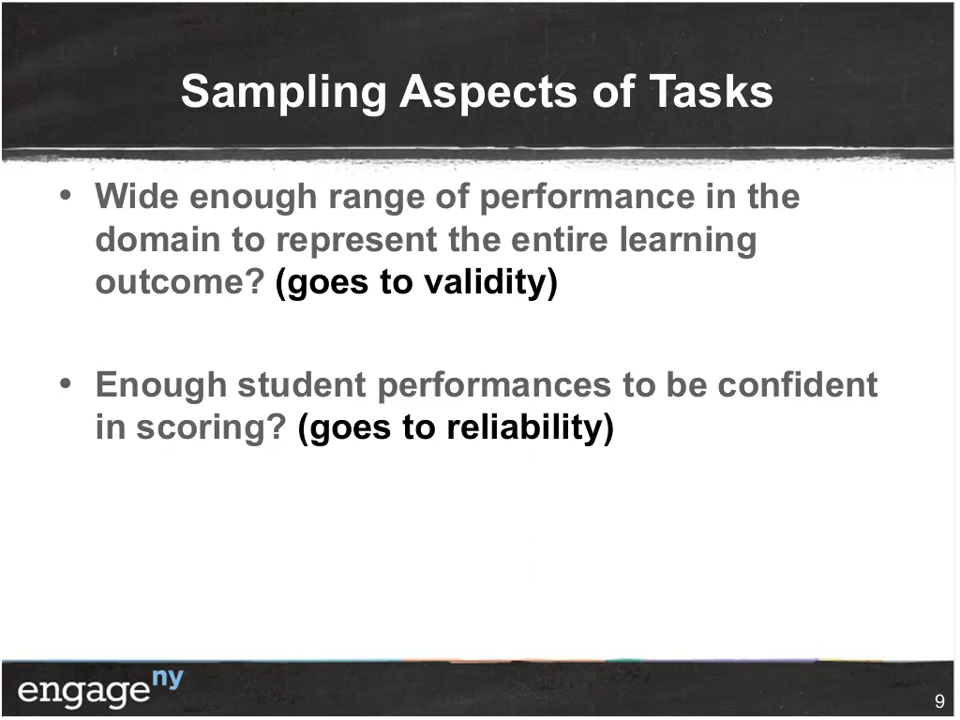 Sampling Aspects of Tasks
• Wide enough range of performance in the
domain to represent the entire learning
outcome? (goes to validity)
• Enough student performances to be confident
in scoring? (goes to reliability)
engageny
9